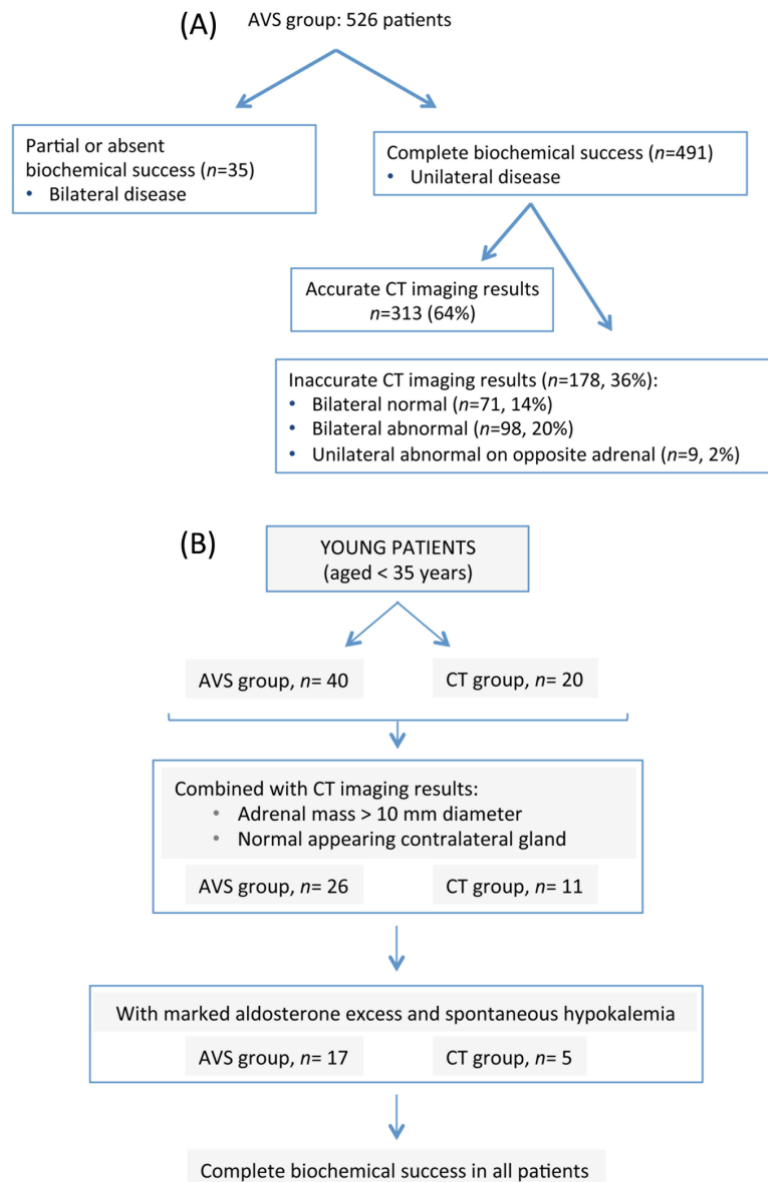 (A)
AVS group: 526 patients
Partial or absent
biochemical success (n=35)
• Bilateral disease
Complete biochemical success (n=491)
• Unilateral disease
Accurate CT imaging results
n=313 (64%)
Inaccurate CT imaging results (n=178, 36%):
• Bilateral normal (n=71, 14%)
• Bilateral abnormal (n=98, 20%)
• Unilateral abnormal on opposite adrenal (n=9, 2%)
(B)
YOUNG PATIENTS
(aged < 35 years)
AVS group, n= 40
CT group, n= 20
Combined with CT imaging results:
• Adrenal mass > 10 mm diameter
• Normal appearing contralateral gland
AVS group, n= 26
CT group, n= 11
With marked aldosterone excess and spontaneous hypokalemia
AVS group, n= 17
CT group, n= 5
Complete biochemical success in all patients